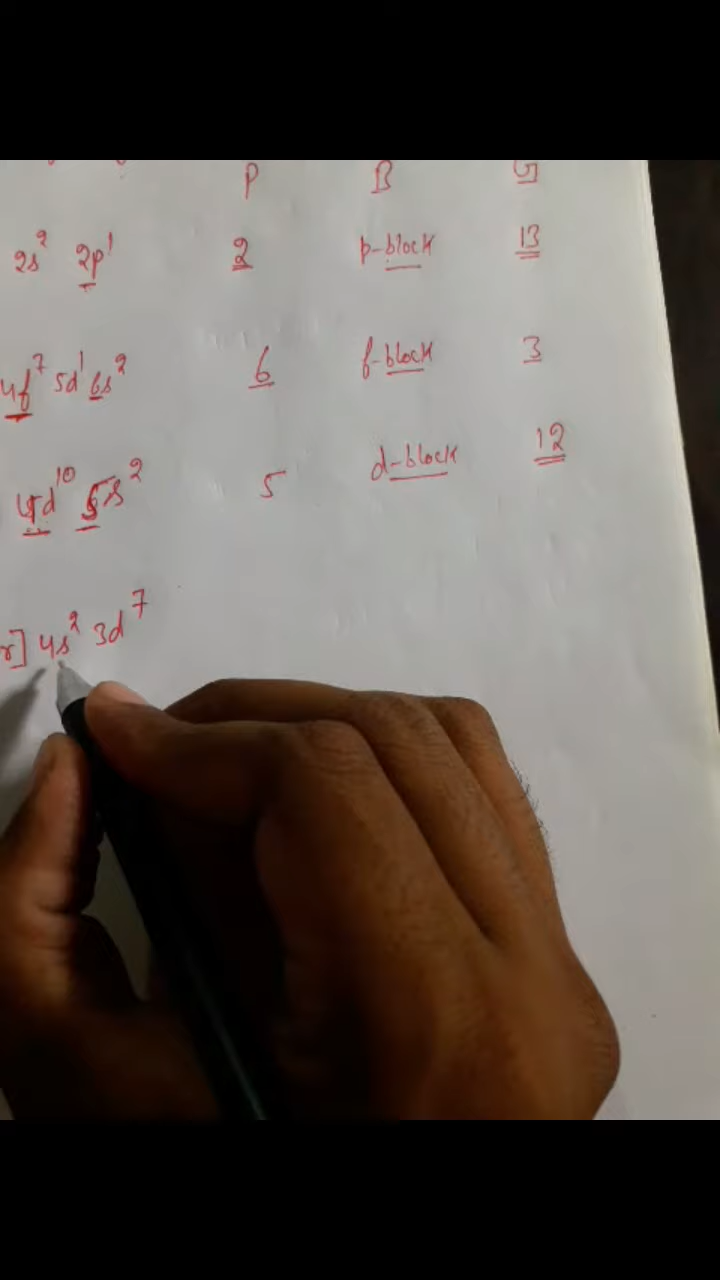 P B G
2s² 2p¹ 2 p-block 13
4f⁷ 5d¹ 6s² 6 f-block 3
4d¹⁰ 5s² 5 d-block 12
r] 4s² 3d⁷